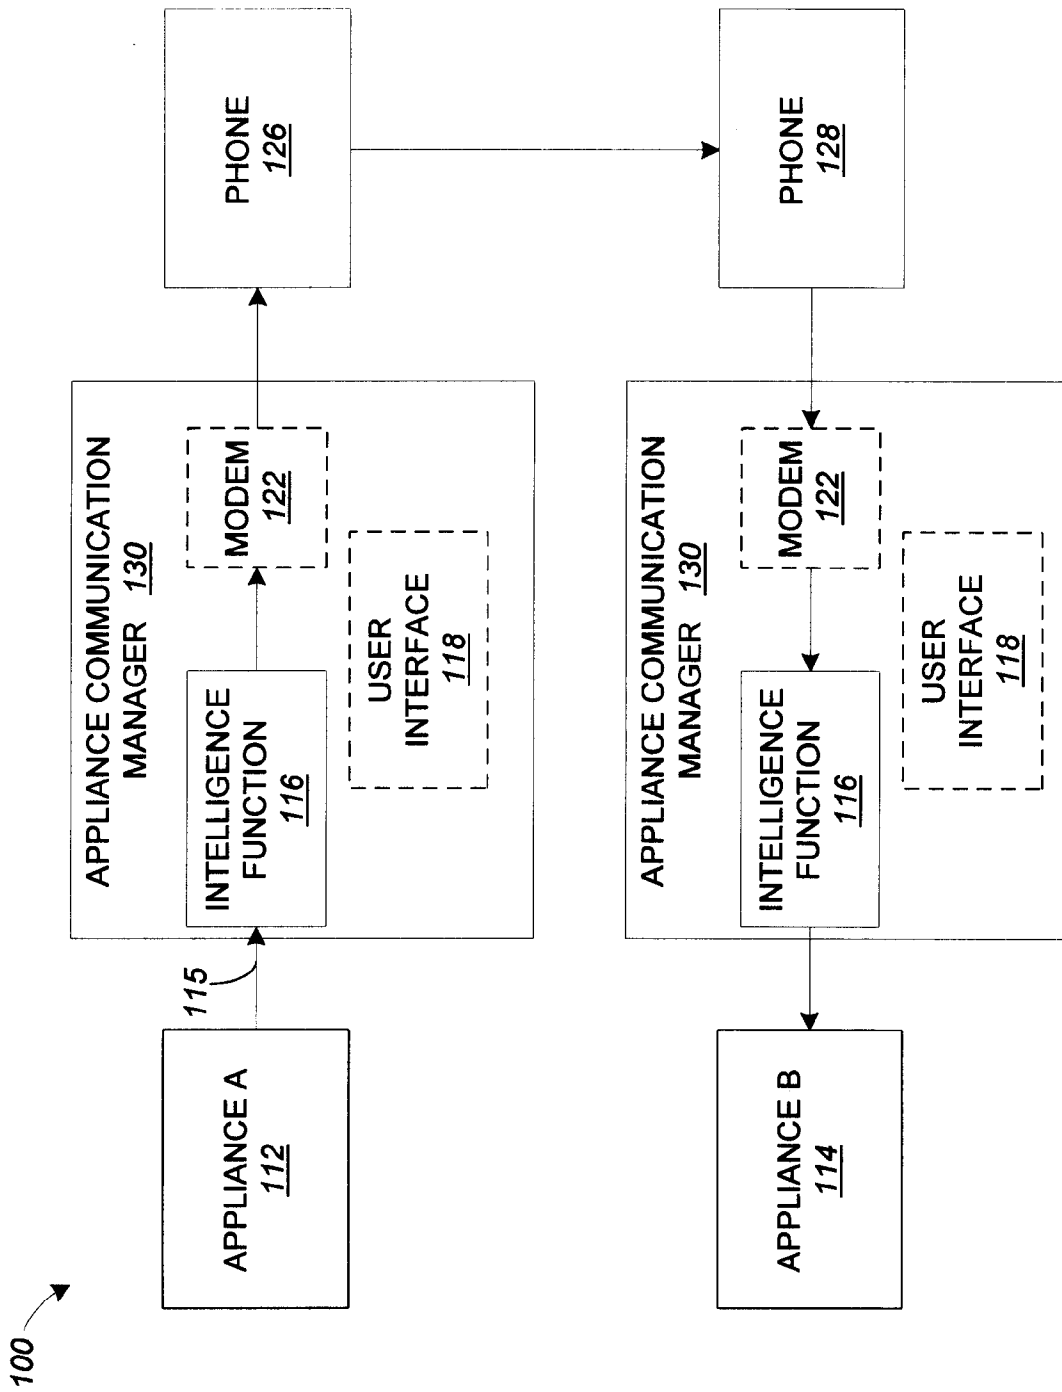 100
APPLIANCE A
112
115
APPLIANCE COMMUNICATION
MANAGER 130
INTELLIGENCE
FUNCTION
116
MODEM
122
USER
INTERFACE
118
PHONE
126
APPLIANCE B
114
APPLIANCE COMMUNICATION
MANAGER 130
INTELLIGENCE
FUNCTION
116
MODEM
122
USER
INTERFACE
118
PHONE
128